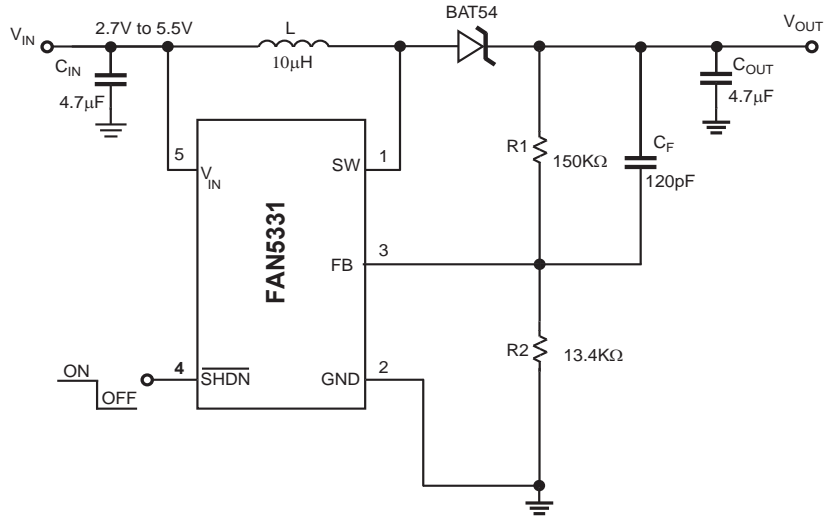 BAT54
V_IN
2.7V to 5.5V
L
V_OUT
C_IN
10μH
C_OUT
4.7μF
4.7μF
5
1
R1
C_F
V_IN
SW
150KΩ
120pF
FAN5331
FB
3
R2
13.4KΩ
ON
4
SHDN
GND
2
OFF